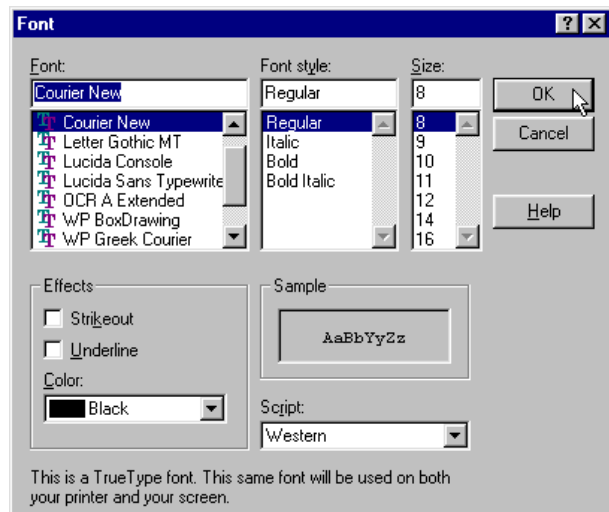 Font
Font:
Courier New
Courier New
Letter Gothic MT
Lucida Console
Lucida Sans Typewrite
OCR A Extended
WP BoxDrawing
WP Greek Courier
Font style:
Regular
Regular
Italic
Bold
Bold Italic
Size:
8
8
9
10
11
12
14
16
OK
Cancel
Help
Effects
Strikeout
Underline
Color:
Black
Sample
AaBbYyZz
Script:
Western
This is a TrueType font. This same font will be used on both
your printer and your screen.